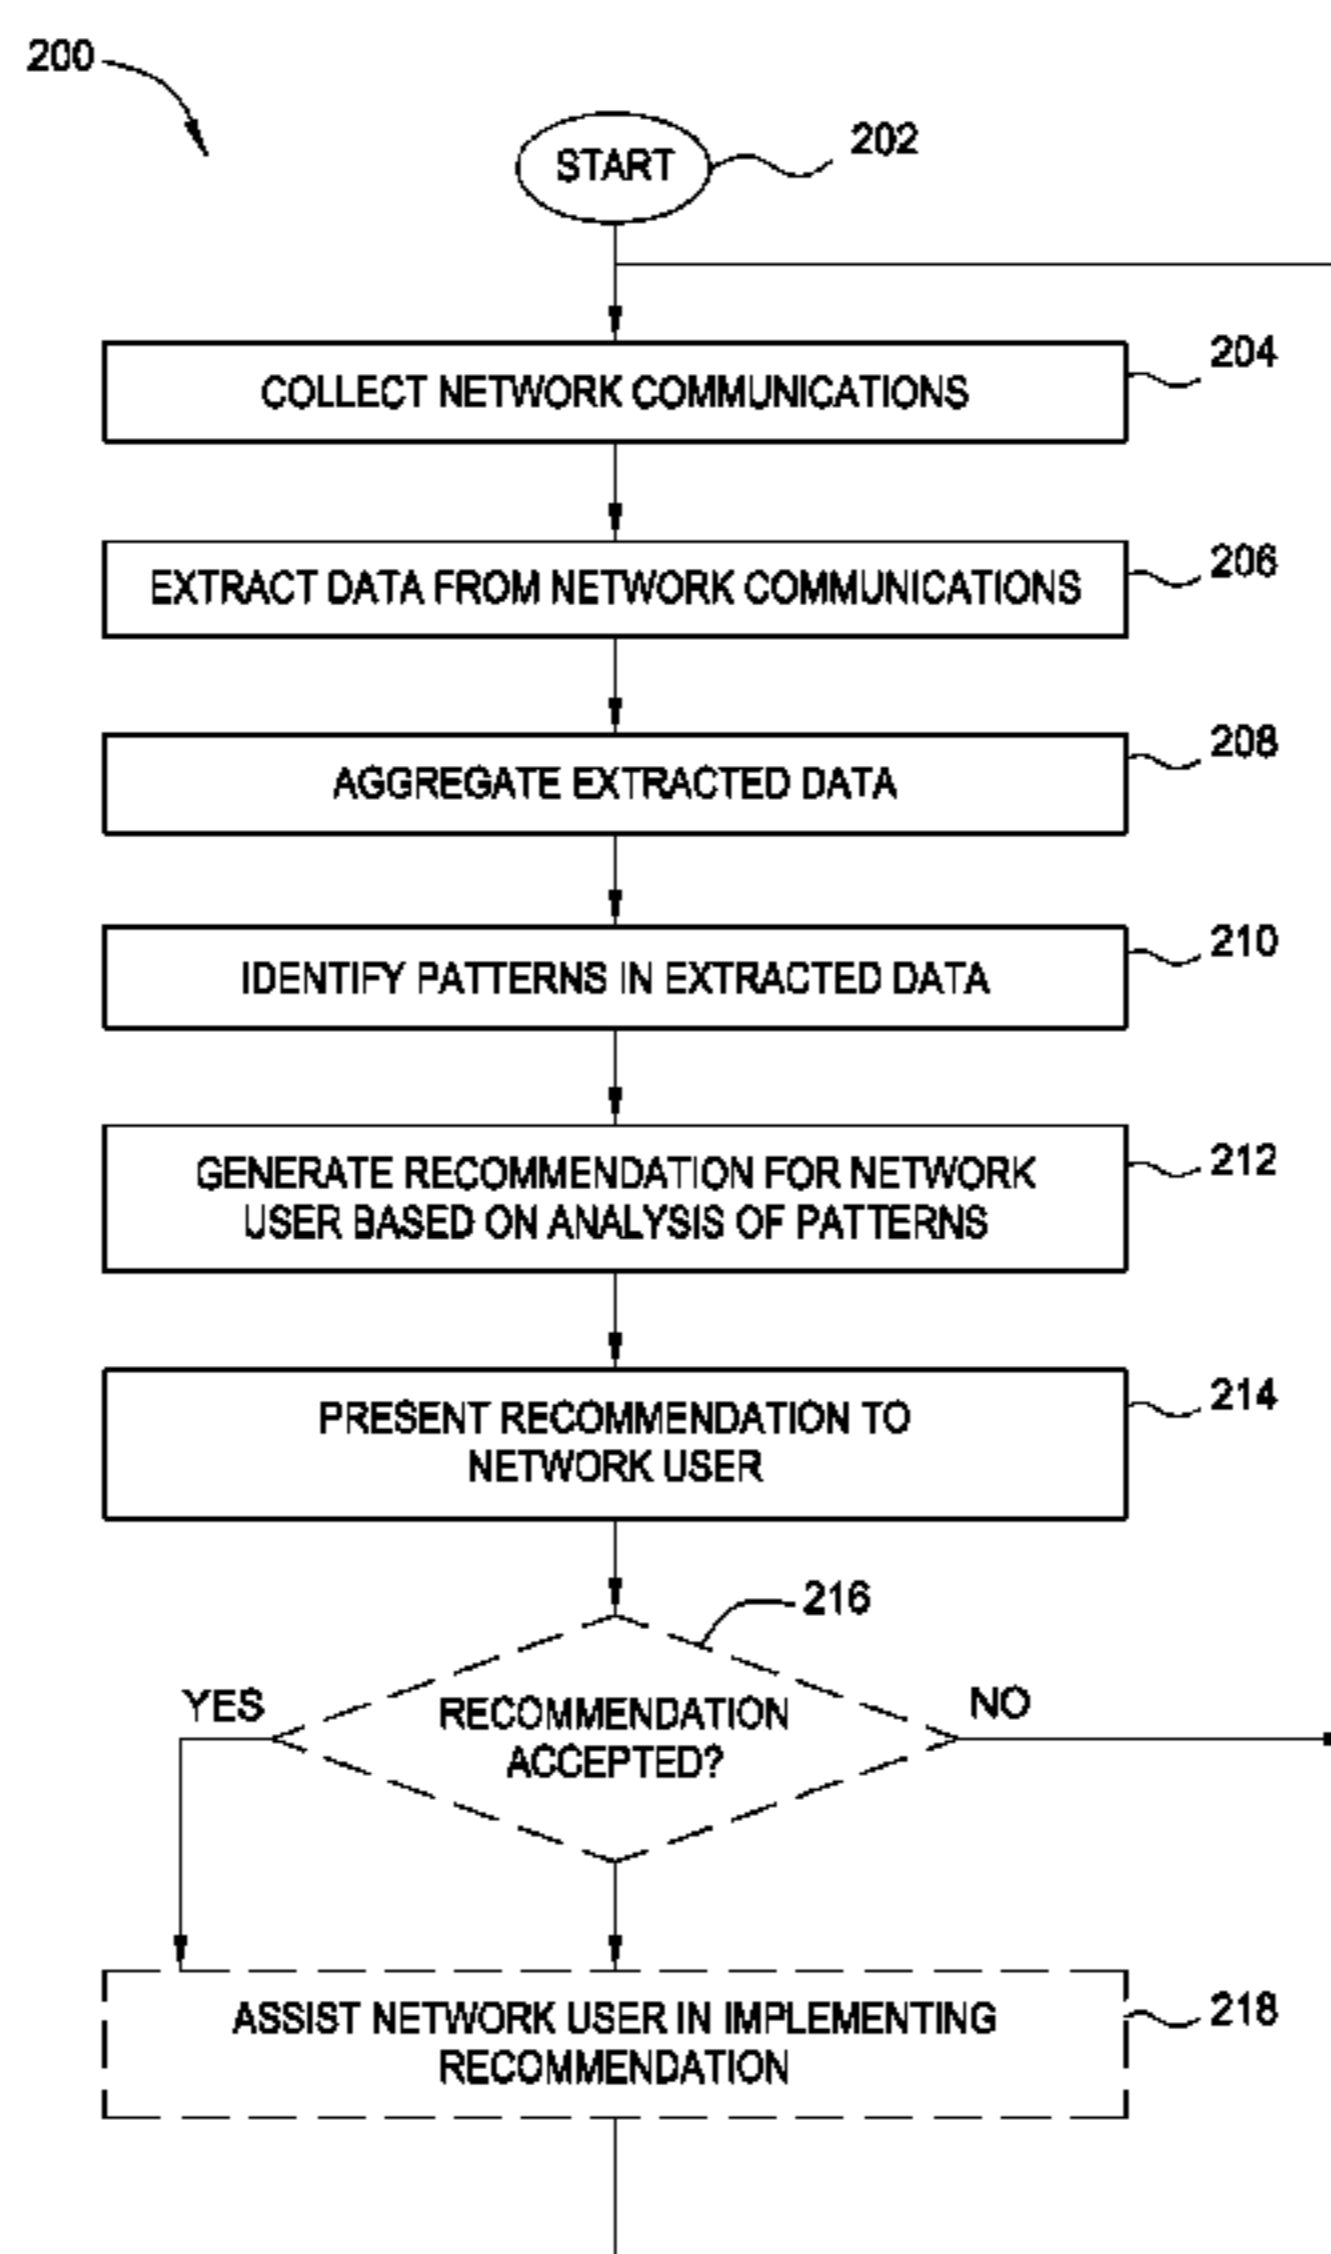 200
START
202
COLLECT NETWORK COMMUNICATIONS
204
EXTRACT DATA FROM NETWORK COMMUNICATIONS
206
AGGREGATE EXTRACTED DATA
208
IDENTIFY PATTERNS IN EXTRACTED DATA
210
GENERATE RECOMMENDATION FOR NETWORK
USER BASED ON ANALYSIS OF PATTERNS
212
PRESENT RECOMMENDATION TO
NETWORK USER
214
216
YES
RECOMMENDATION
ACCEPTED?
NO
ASSIST NETWORK USER IN IMPLEMENTING
RECOMMENDATION
218